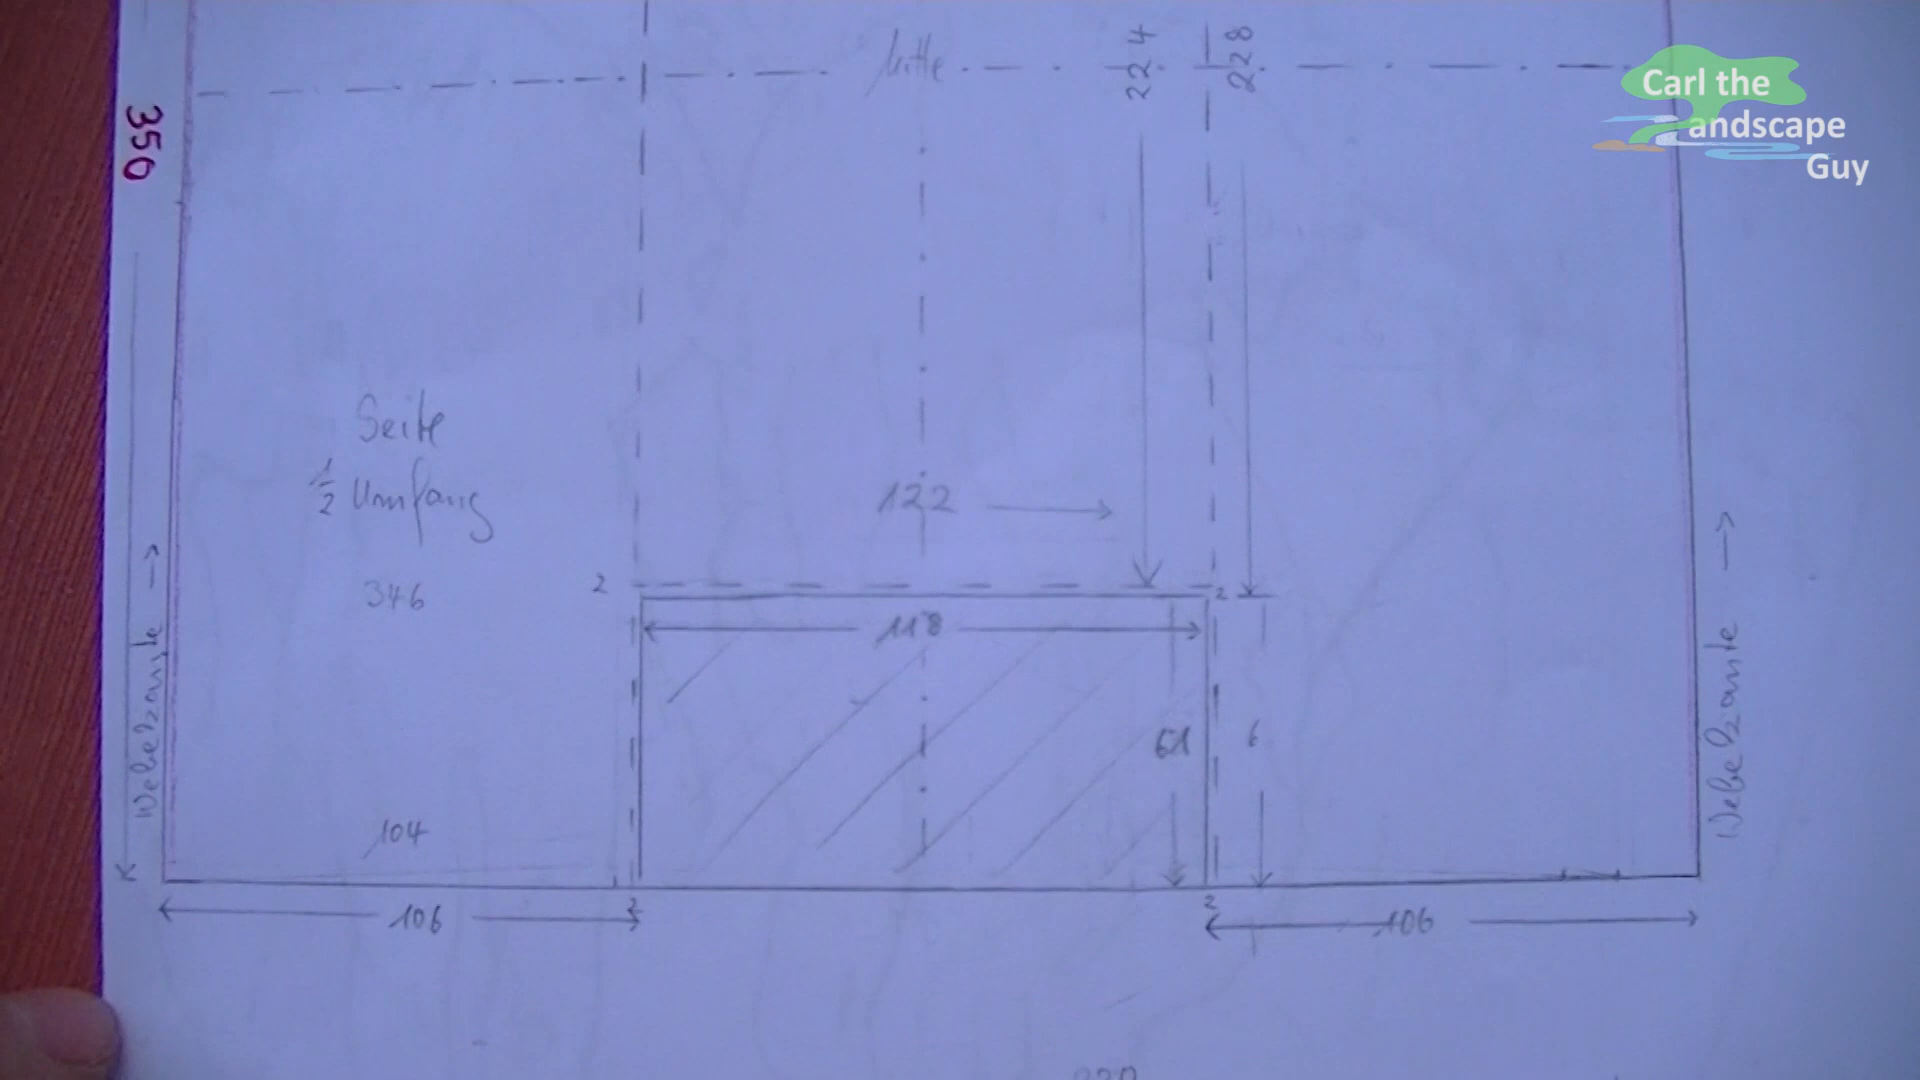 Mitte
224
228
350
Carl the
Landscape
Guy
Seite
1/2 Umfang
346
122
2
2
118
61
6
Webekante ->
Webekante ->
104
106
2
2
106